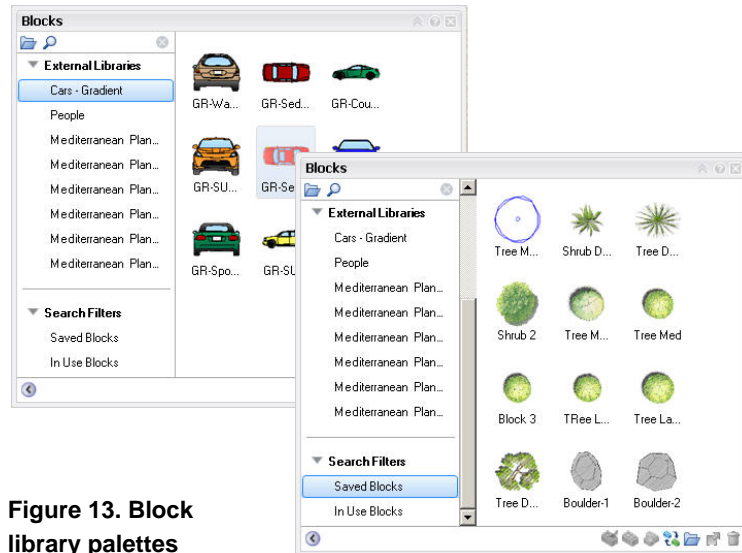 Blocks
External Libraries
Cars - Gradient
People
Mediterranean Plan...
Mediterranean Plan...
Mediterranean Plan...
Mediterranean Plan...
Mediterranean Plan...
Mediterranean Plan...
Search Filters
Saved Blocks
In Use Blocks
GR-Wa... GR-Sed... GR-Cou...
GR-SU... GR-Se
GR-Spo... GR-SU
Blocks
External Libraries
Cars - Gradient
People
Mediterranean Plan...
Mediterranean Plan...
Mediterranean Plan...
Mediterranean Plan...
Mediterranean Plan...
Mediterranean Plan...
Search Filters
Saved Blocks
In Use Blocks
Tree M... Shrub D... Tree D...
Shrub 2 Tree M... Tree Med
Block 3 TRee L... Tree La...
Tree D... Boulder-1 Boulder-2
Figure 13. Block
library palettes